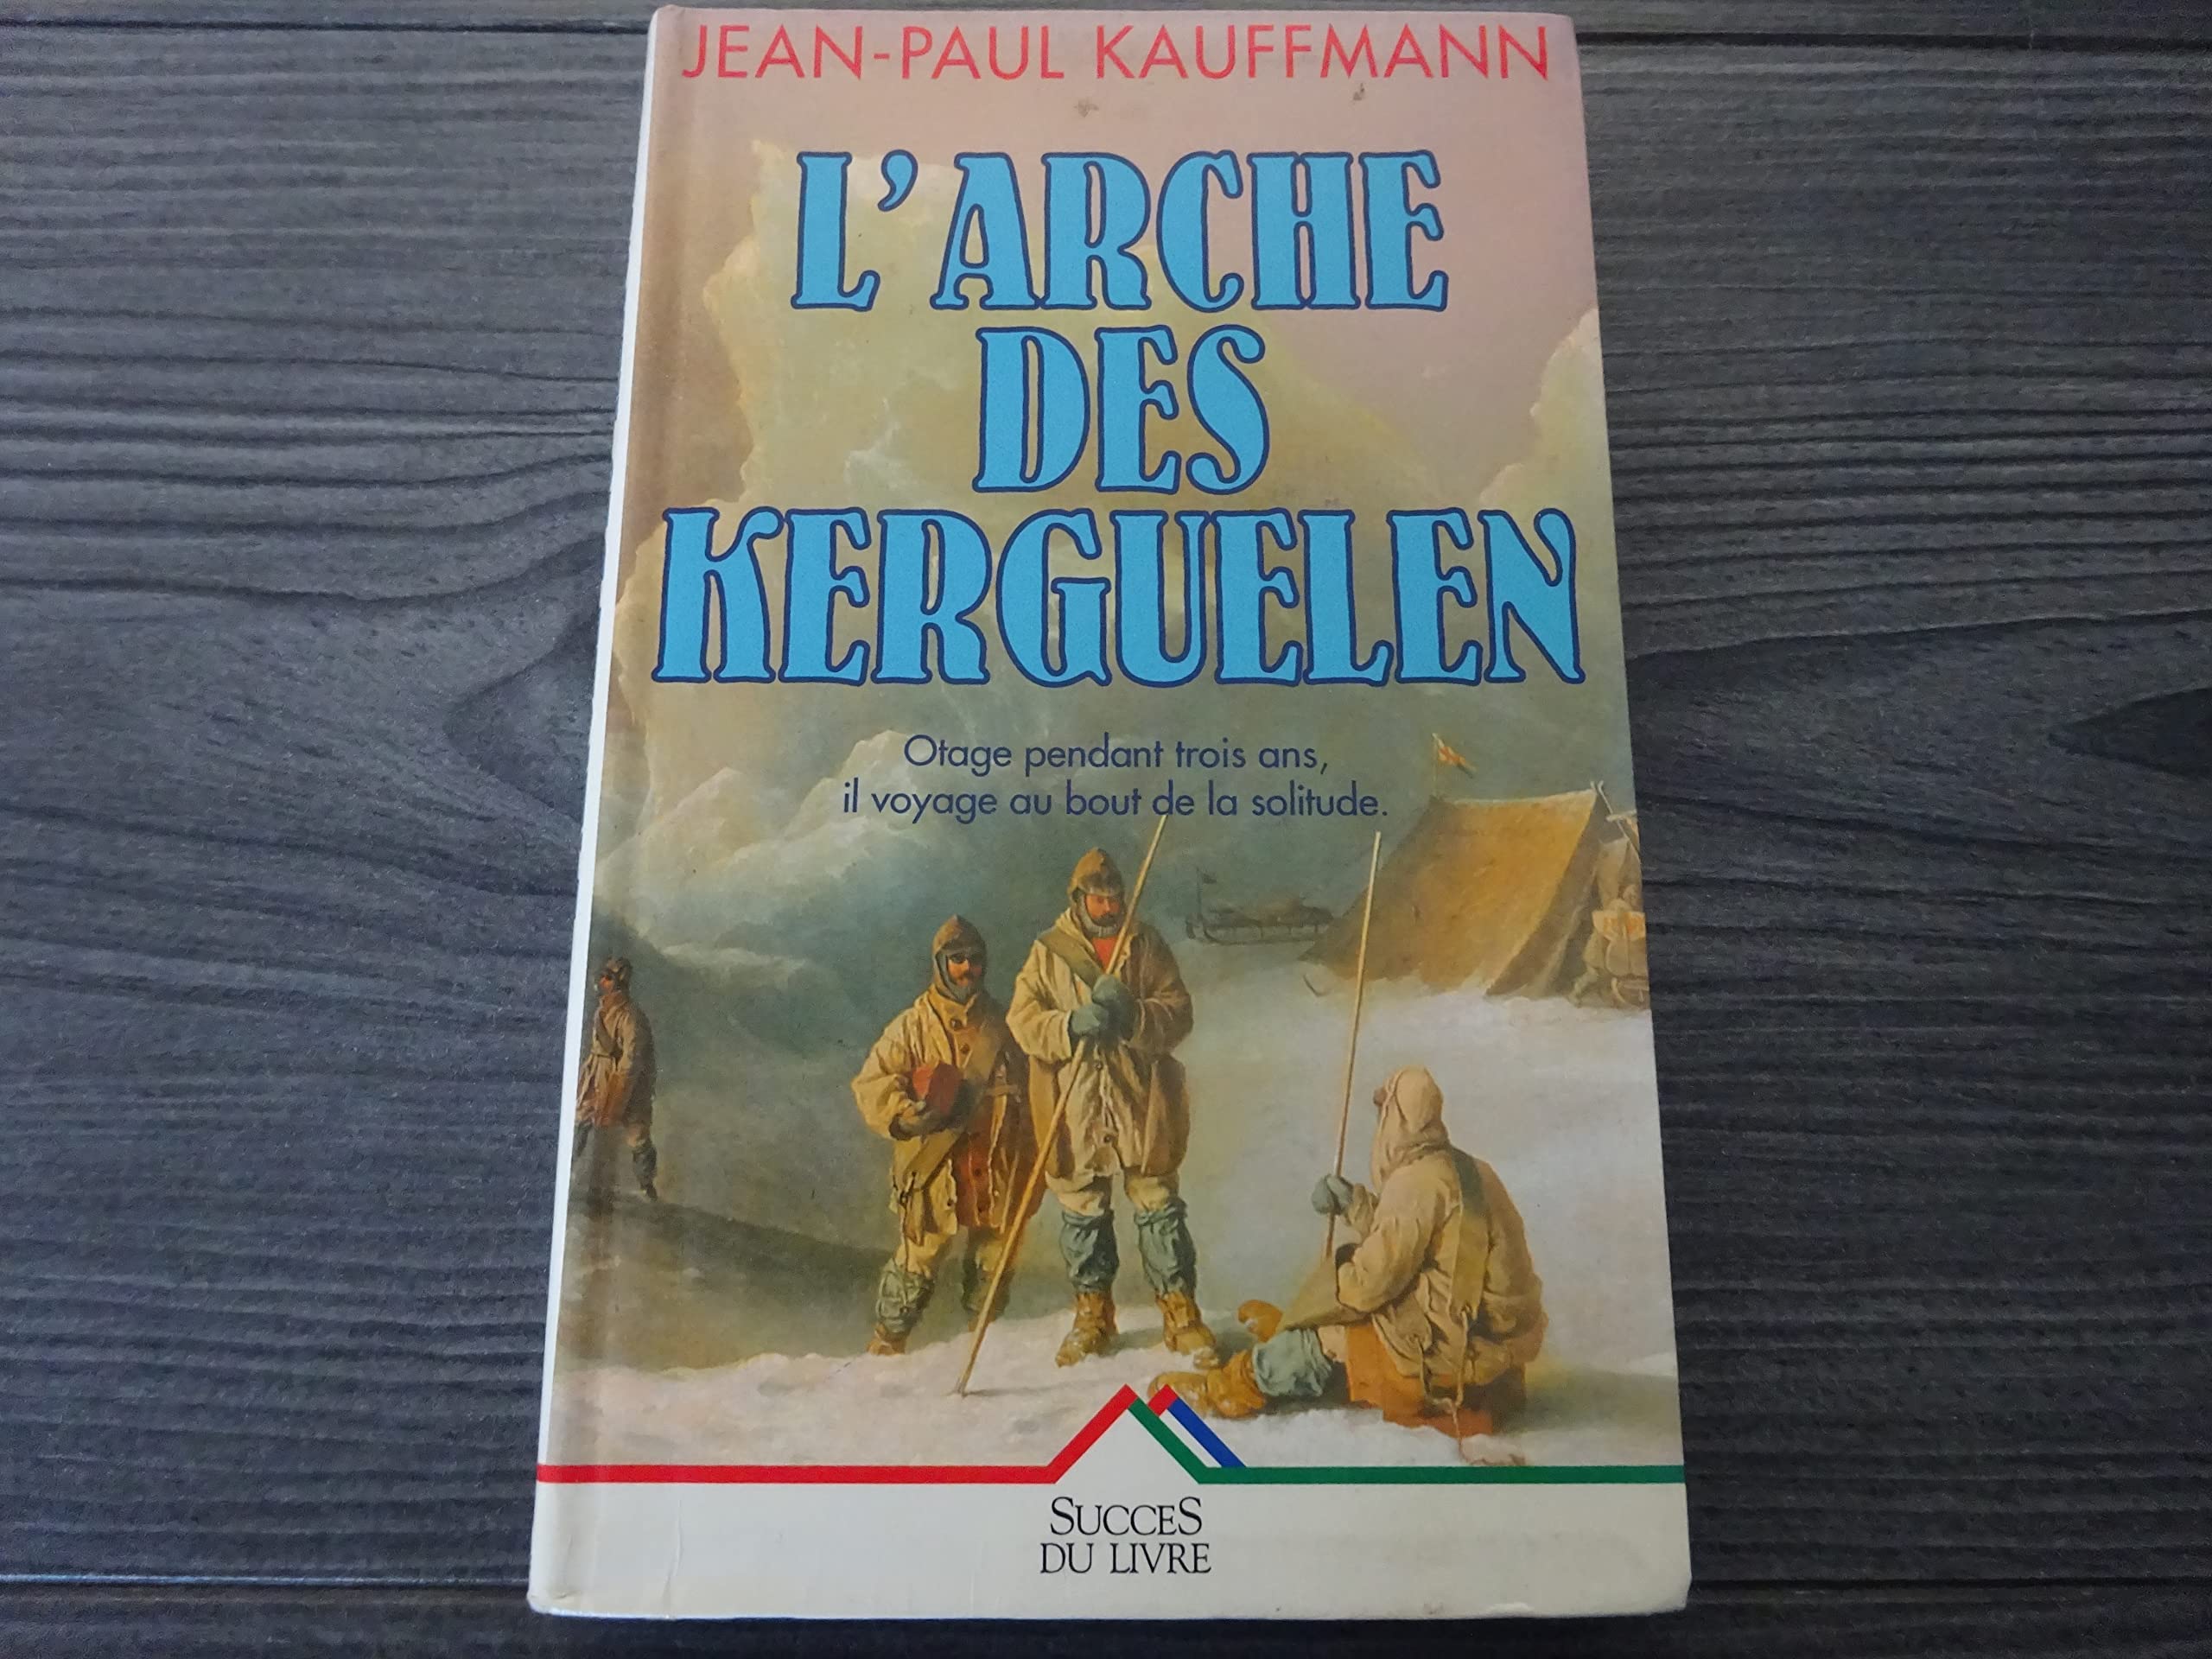 JEAN-PAUL KAUFFMANN
L'ARCHE
DES
KERGUELEN
Otage pendant trois ans,
il voyage au bout de la solitude.
SUCCES
DU LIVRE